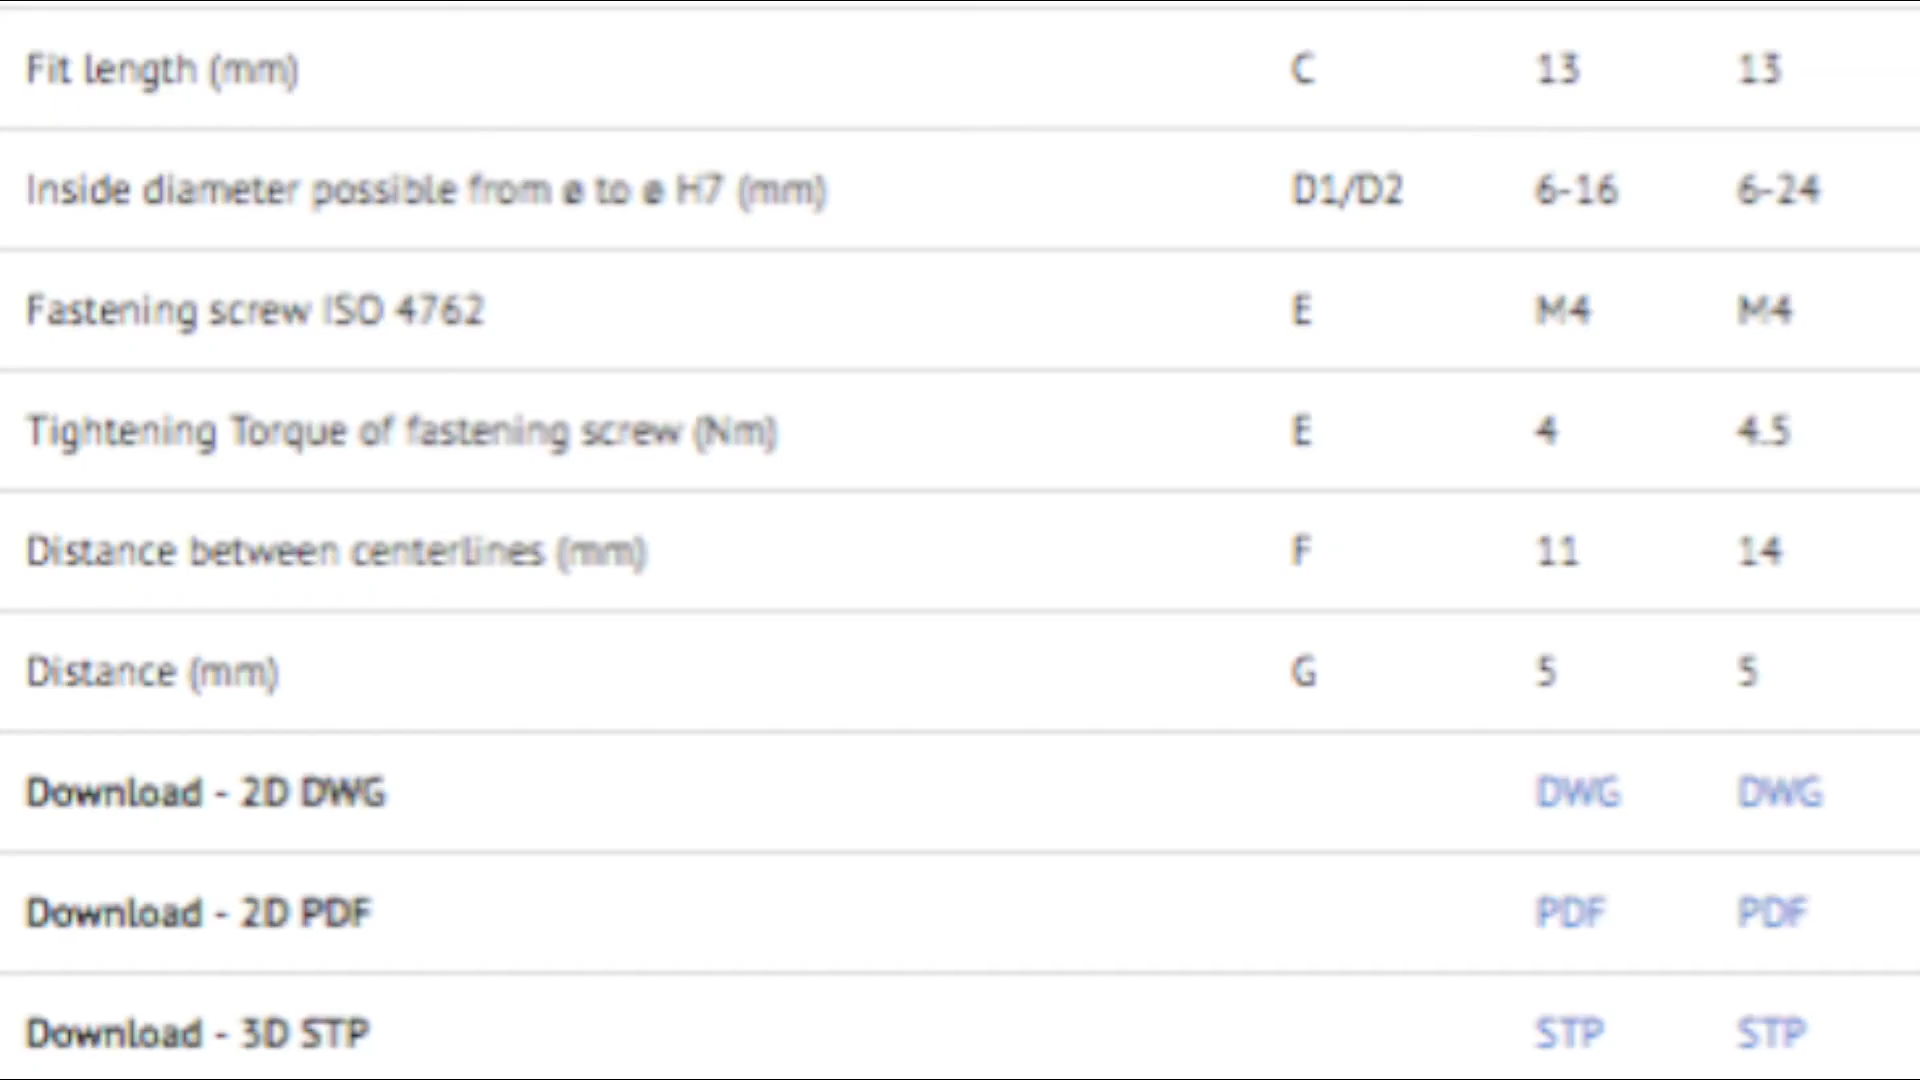 Fit length (mm) C 13 13
Inside diameter possible from ø to ø H7 (mm) D1/D2 6-16 6-24
Fastening screw ISO 4762 E M4 M4
Tightening Torque of fastening screw (Nm) E 4 4.5
Distance between centerlines (mm) F 11 14
Distance (mm) G 5 5
Download - 2D DWG DWG DWG
Download - 2D PDF PDF PDF
Download - 3D STP STP STP